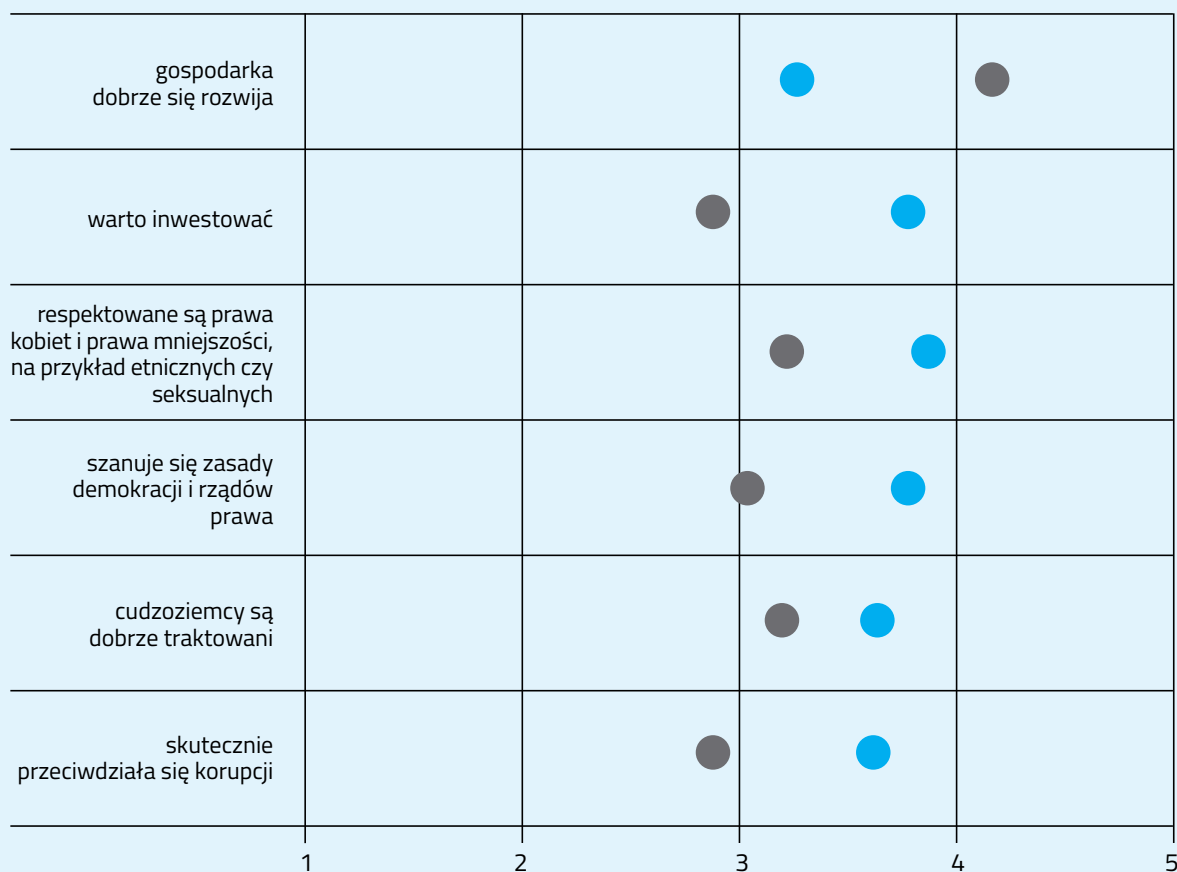 gospodarka
dobrze się rozwija
warto inwestować
respektowane są prawa
kobiet i prawa mniejszości,
na przykład etnicznych czy
seksualnych
szanuje się zasady
demokracji i rządów
prawa
cudzoziemcy są
dobrze traktowani
skutecznie
przeciwdziała się korupcji
1 2 3 4 5